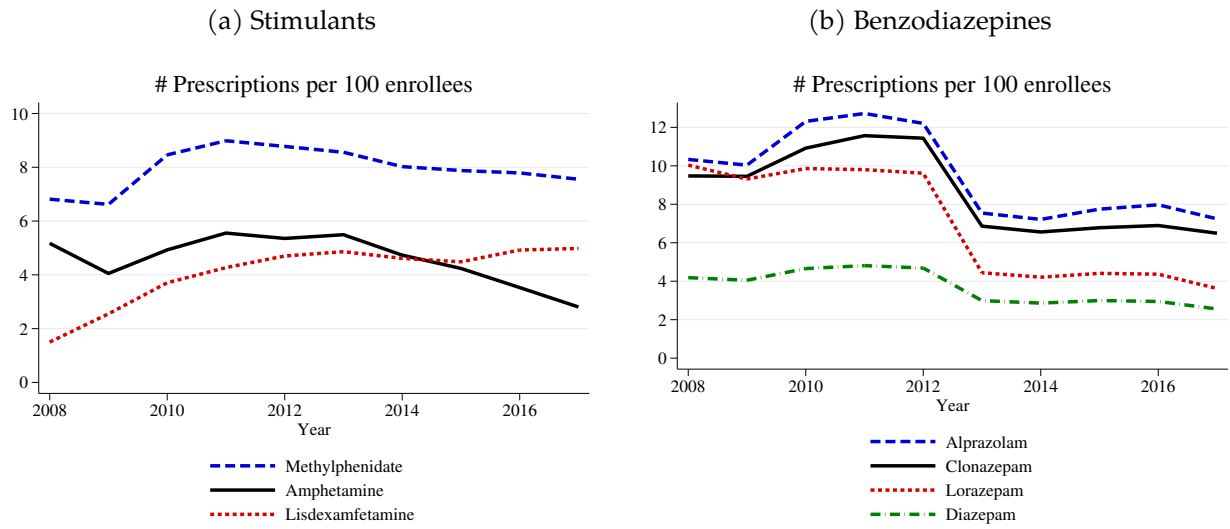 (a) Stimulants
# Prescriptions per 100 enrollees
10
8
6
4
2
0
2008 2010 2012 2014 2016
Year
Methylphenidate
Amphetamine
Lisdexamfetamine
(b) Benzodiazepines
# Prescriptions per 100 enrollees
12
10
8
6
4
2
0
2008 2010 2012 2014 2016
Year
Alprazolam
Clonazepam
Lorazepam
Diazepam